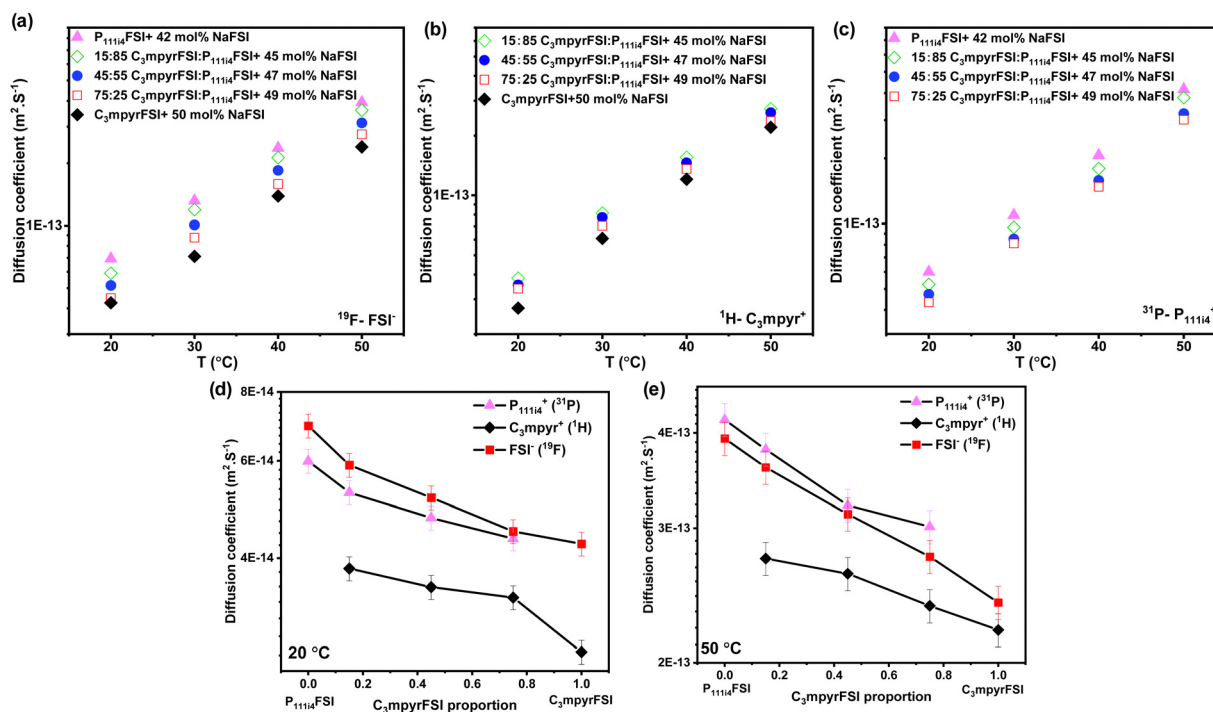 (a)
Diffusion coefficient (m².S⁻¹)
P₁₁₁ᵢ₄FSI+ 42 mol% NaFSI
15:85 C₃mpyrFSI:P₁₁₁ᵢ₄FSI+ 45 mol% NaFSI
45:55 C₃mpyrFSI:P₁₁₁ᵢ₄FSI+ 47 mol% NaFSI
75:25 C₃mpyrFSI:P₁₁₁ᵢ₄FSI+ 49 mol% NaFSI
C₃mpyrFSI+ 50 mol% NaFSI
1E-13
¹⁹F- FSI⁻
20 30 40 50
T (°C)
(b)
Diffusion coefficient (m².S⁻¹)
15:85 C₃mpyrFSI:P₁₁₁ᵢ₄FSI+ 45 mol% NaFSI
45:55 C₃mpyrFSI:P₁₁₁ᵢ₄FSI+ 47 mol% NaFSI
75:25 C₃mpyrFSI:P₁₁₁ᵢ₄FSI+ 49 mol% NaFSI
C₃mpyrFSI+50 mol% NaFSI
1E-13
¹H- C₃mpyr⁺
20 30 40 50
T (°C)
(c)
Diffusion coefficient (m².S⁻¹)
P₁₁₁ᵢ₄FSI+ 42 mol% NaFSI
15:85 C₃mpyrFSI:P₁₁₁ᵢ₄FSI+ 45 mol% NaFSI
45:55 C₃mpyrFSI:P₁₁₁ᵢ₄FSI+ 47 mol% NaFSI
75:25 C₃mpyrFSI:P₁₁₁ᵢ₄FSI+ 49 mol% NaFSI
1E-13
³¹P- P₁₁₁ᵢ₄⁺
20 30 40 50
T (°C)
(d)
Diffusion coefficient (m².S⁻¹)
8E-14
6E-14
4E-14
P₁₁₁ᵢ₄⁺ (³¹P)
C₃mpyr⁺ (¹H)
FSI⁻ (¹⁹F)
20 °C
0.0 0.2 0.4 0.6 0.8 1.0
P₁₁₁ᵢ₄FSI C₃mpyrFSI proportion C₃mpyrFSI
(e)
Diffusion coefficient (m².S⁻¹)
4E-13
3E-13
2E-13
P₁₁₁ᵢ₄⁺ (³¹P)
C₃mpyr⁺ (¹H)
FSI⁻ (¹⁹F)
50 °C
0.0 0.2 0.4 0.6 0.8 1.0
P₁₁₁ᵢ₄FSI C₃mpyrFSI proportion C₃mpyrFSI